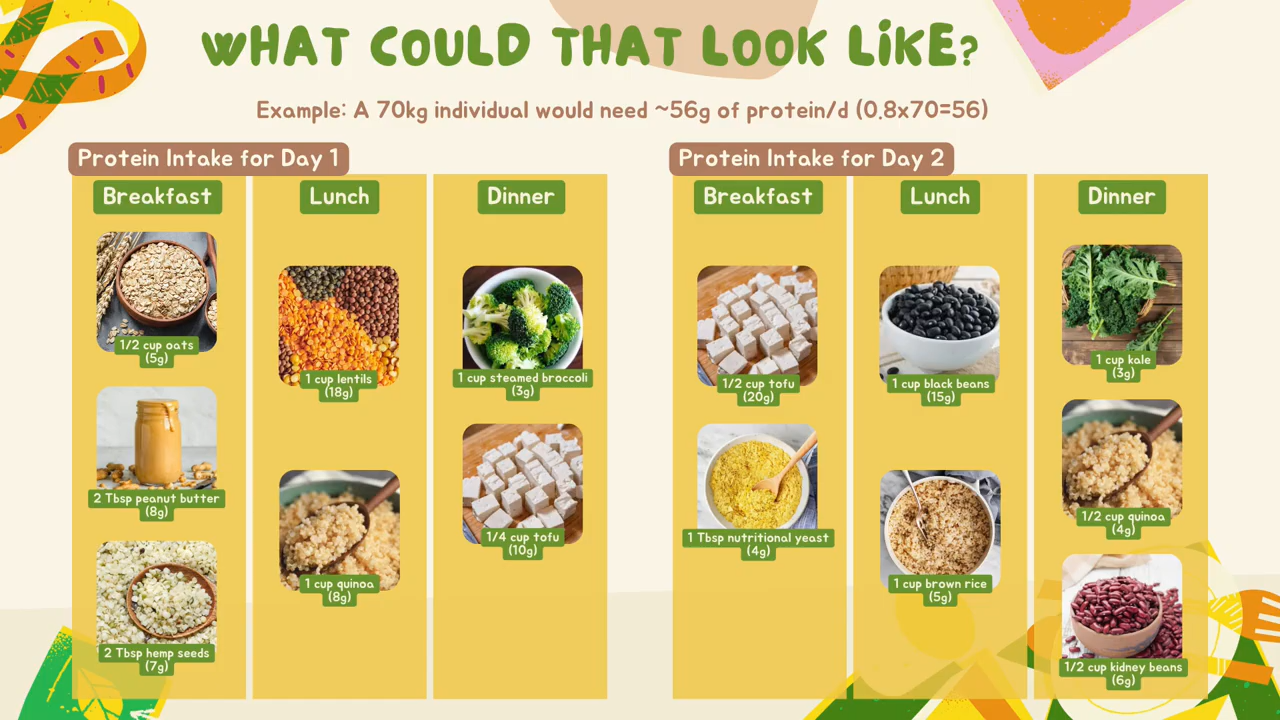 WHAT COULD THAT LOOK LIKE?
Example: A 70kg individual would need ~56g of protein/d (0.8x70=56)
Protein Intake for Day 1
Breakfast
1/2 cup oats
(5g)
2 Tbsp peanut butter
(8g)
2 Tbsp hemp seeds
(7g)
Lunch
1 cup lentils
(18g)
1 cup quinoa
(8g)
Dinner
1 cup steamed broccoli
(3g)
1/4 cup tofu
(10g)
Protein Intake for Day 2
Breakfast
1/2 cup tofu
(20g)
1 Tbsp nutritional yeast
(4g)
Lunch
1 cup black beans
(15g)
1 cup brown rice
(5g)
Dinner
1 cup kale
(3g)
1/2 cup quinoa
(4g)
1/2 cup kidney beans
(6g)